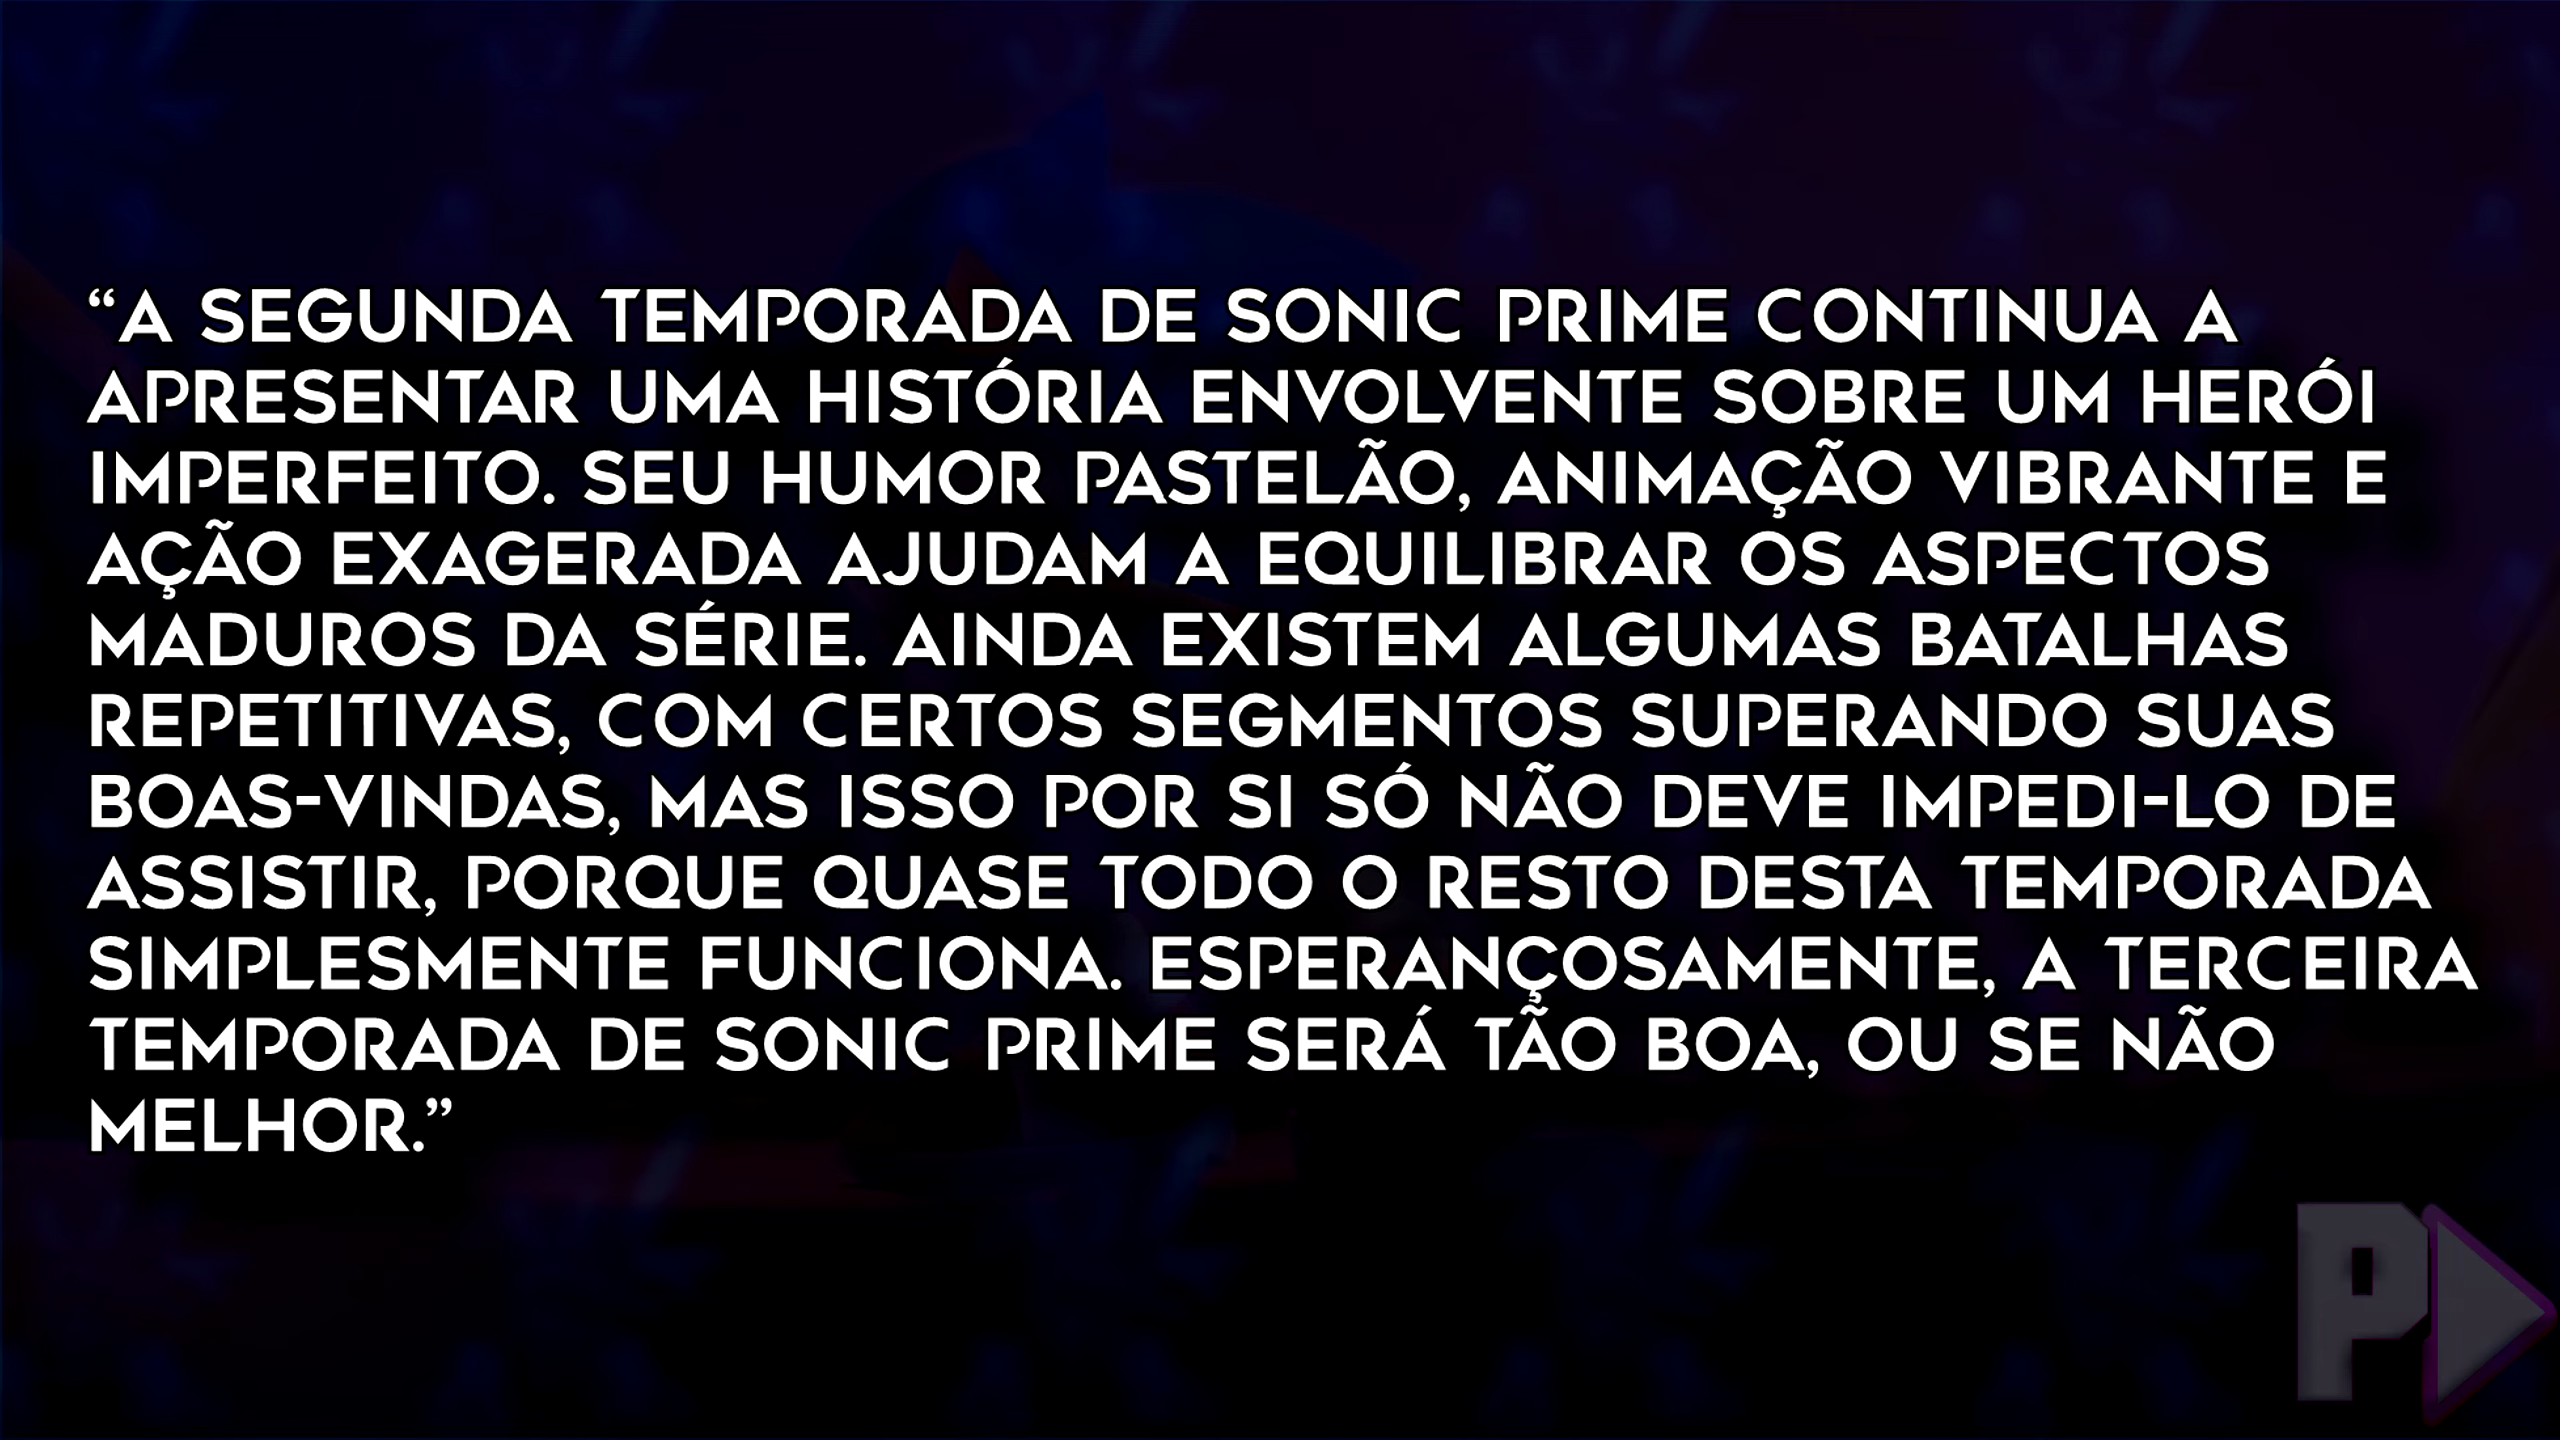 “A SEGUNDA TEMPORADA DE SONIC PRIME CONTINUA A
APRESENTAR UMA HISTÓRIA ENVOLVENTE SOBRE UM HERÓI
IMPERFEITO. SEU HUMOR PASTELÃO, ANIMAÇÃO VIBRANTE E
AÇÃO EXAGERADA AJUDAM A EQUILIBRAR OS ASPECTOS
MADUROS DA SÉRIE. AINDA EXISTEM ALGUMAS BATALHAS
REPETITIVAS, COM CERTOS SEGMENTOS SUPERANDO SUAS
BOAS-VINDAS, MAS ISSO POR SI SÓ NÃO DEVE IMPEDI-LO DE
ASSISTIR, PORQUE QUASE TODO O RESTO DESTA TEMPORADA
SIMPLESMENTE FUNCIONA. ESPERANÇOSAMENTE, A TERCEIRA
TEMPORADA DE SONIC PRIME SERÁ TÃO BOA, OU SE NÃO
MELHOR.”
P